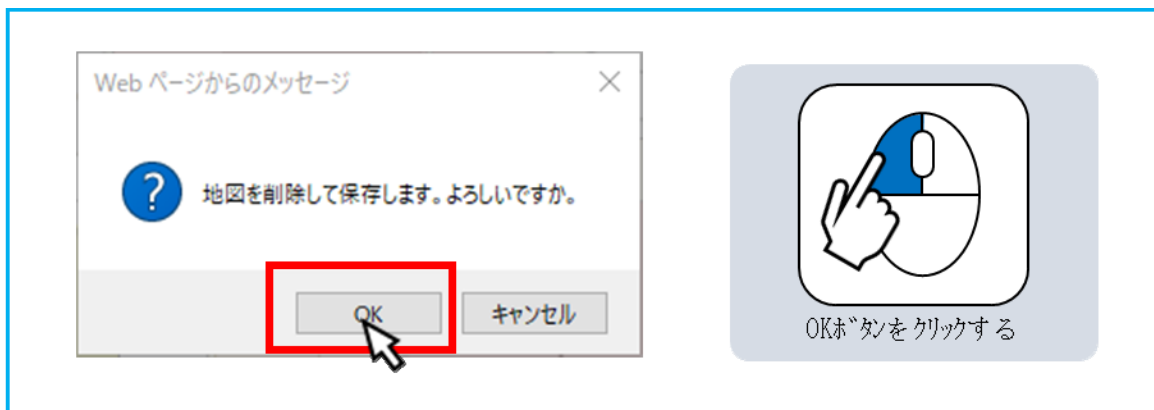 Web ページからのメッセージ
?
地図を削除して保存します。よろしいですか。
OK
キャンセル
OKボタンをクリックする